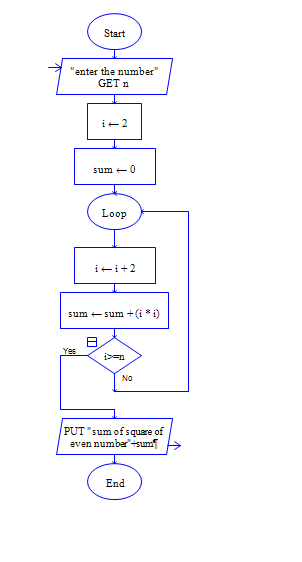 Start
"enter the number"
GET n
i ← 2
sum ← 0
Loop
i ← i + 2
sum ← sum + (i * i)
Yes
i>=n
No
PUT "sum of square of
even number"+sum¶
End